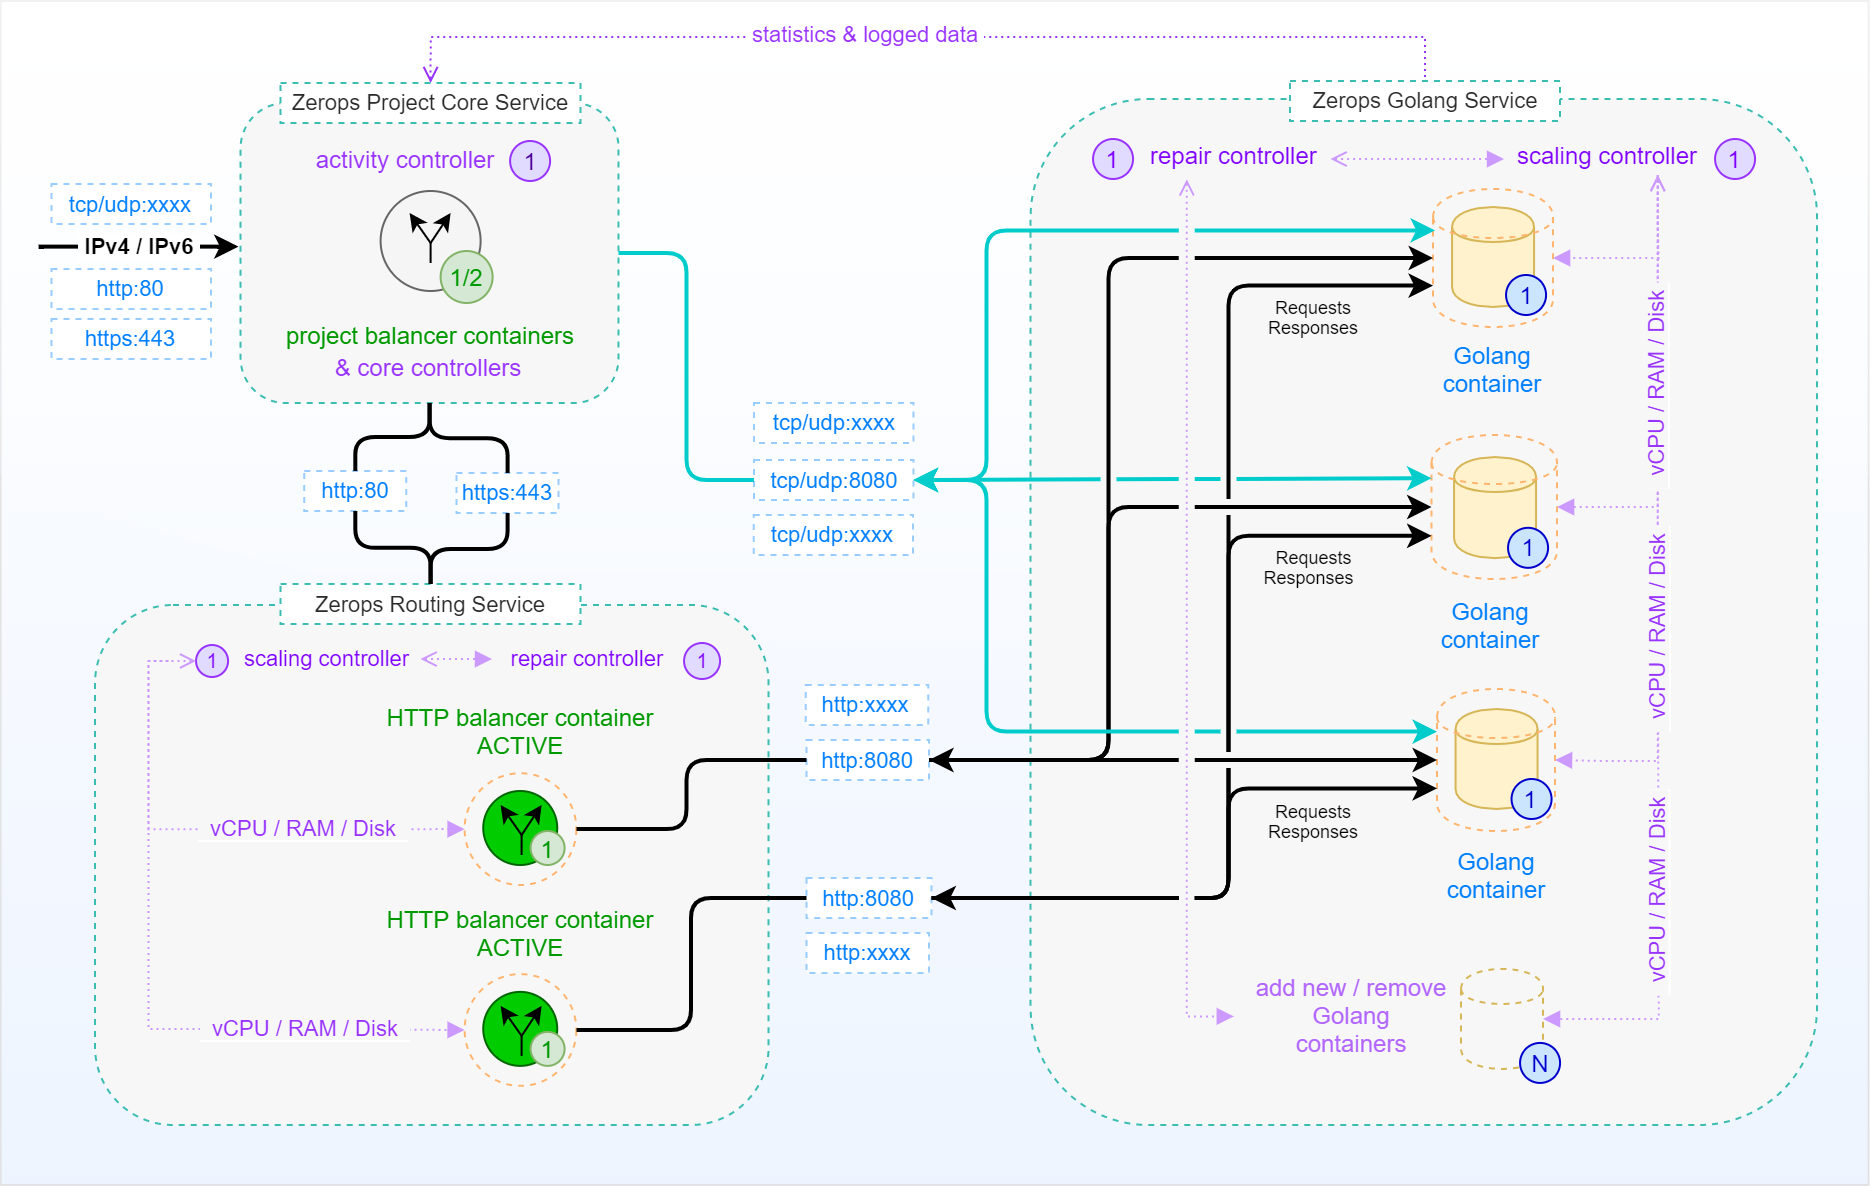 statistics & logged data
Zerops Project Core Service
activity controller 1
1/2
project balancer containers
& core controllers
tcp/udp:xxxx
IPv4 / IPv6
http:80
https:443
http:80
https:443
Zerops Routing Service
1 scaling controller
repair controller 1
HTTP balancer container
ACTIVE
vCPU / RAM / Disk
1
HTTP balancer container
ACTIVE
vCPU / RAM / Disk
1
tcp/udp:xxxx
tcp/udp:8080
tcp/udp:xxxx
http:xxxx
http:8080
http:8080
http:xxxx
Zerops Golang Service
1 repair controller
scaling controller 1
Requests
Responses
1
Golang
container
vCPU / RAM / Disk
Requests
Responses
1
Golang
container
vCPU / RAM / Disk
Requests
Responses
1
Golang
container
vCPU / RAM / Disk
add new / remove
Golang
containers
N